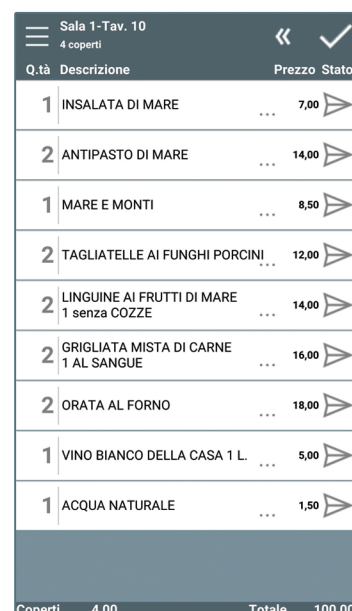 Sala 1-Tav. 10
4 coperti
Q.tà Descrizione Prezzo Stato
1 INSALATA DI MARE ... 7,00
2 ANTIPASTO DI MARE ... 14,00
1 MARE E MONTI ... 8,50
2 TAGLIATELLE AI FUNGHI PORCINI ... 12,00
2 LINGUINE AI FRUTTI DI MARE
1 senza COZZE ... 14,00
2 GRIGLIATA MISTA DI CARNE
1 AL SANGUE ... 16,00
2 ORATA AL FORNO ... 18,00
1 VINO BIANCO DELLA CASA 1 L. ... 5,00
1 ACQUA NATURALE ... 1,50
Coperti 4,00 Totale 100,00